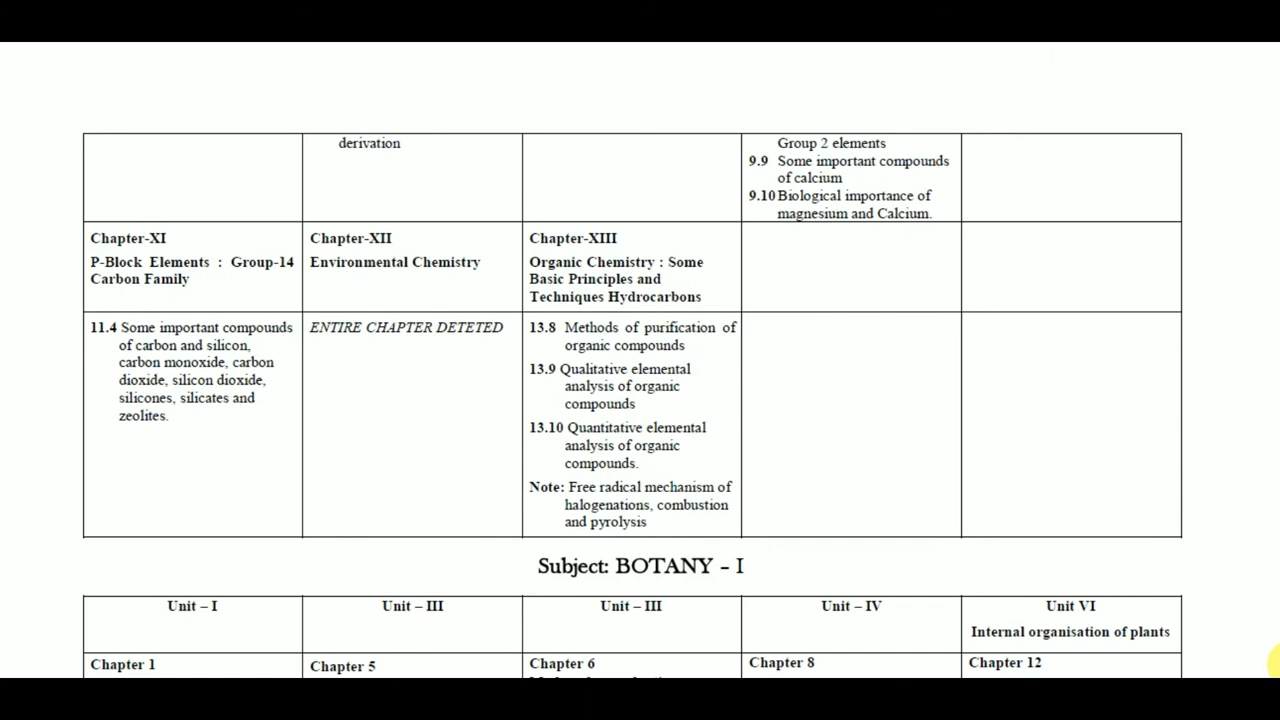 derivation
Group 2 elements
9.9 Some important compounds
of calcium
9.10 Biological importance of
magnesium and Calcium.
Chapter-XI
P-Block Elements : Group-14
Carbon Family
Chapter-XII
Environmental Chemistry
Chapter-XIII
Organic Chemistry : Some
Basic Principles and
Techniques Hydrocarbons
11.4 Some important compounds
of carbon and silicon,
carbon monoxide, carbon
dioxide, silicon dioxide,
silicones, silicates and
zeolites.
ENTIRE CHAPTER DETETED
13.8 Methods of purification of
organic compounds
13.9 Qualitative elemental
analysis of organic
compounds
13.10 Quantitative elemental
analysis of organic
compounds.
Note: Free radical mechanism of
halogenations, combustion
and pyrolysis
Subject: BOTANY – I
Unit – I
Unit – III
Unit – III
Unit – IV
Unit VI
Internal organisation of plants
Chapter 1
Chapter 5
Chapter 6
Chapter 8
Chapter 12